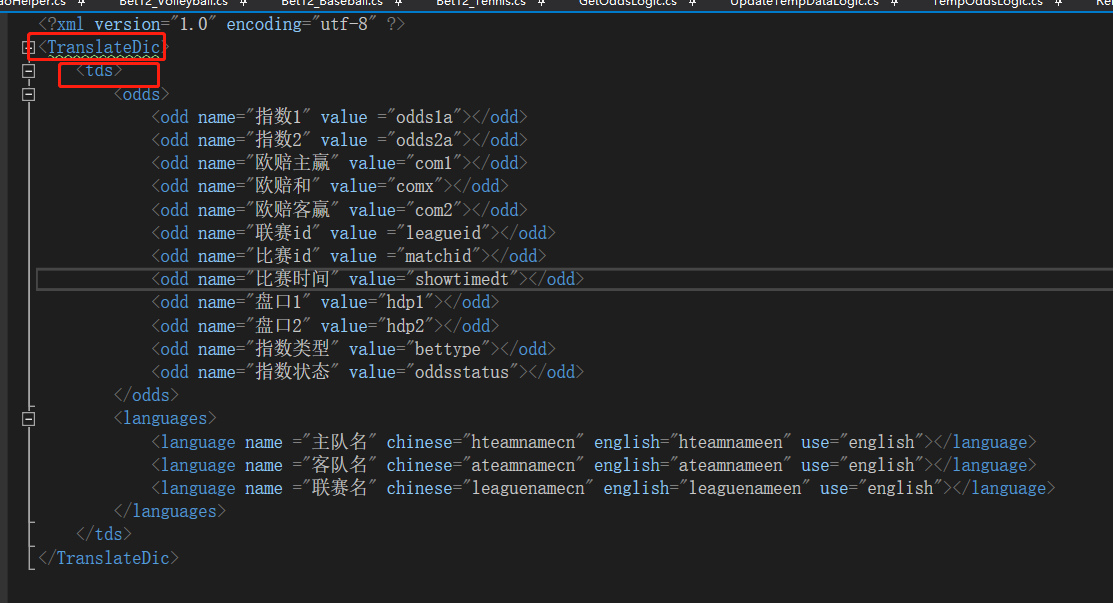 Helper.cs Bet12_Volleyball.cs Bet12_Tennis.cs Bet12_Baseball.cs Bet12_Tennis.cs GetOddsLogic.cs UpdateTempDataLogic.cs TempOddsLogic.cs
<?xml version="1.0" encoding="utf-8" ?>
<TranslateDic>
<tds>
<odds>
<odd name="指数1" value ="odds1a"></odd>
<odd name="指数2" value ="odds2a"></odd>
<odd name="欧赔主赢" value="com1"></odd>
<odd name="欧赔和" value="comx"></odd>
<odd name="欧赔客赢" value="com2"></odd>
<odd name="联赛id" value ="leagueid"></odd>
<odd name="比赛id" value ="matchid"></odd>
<odd name="比赛时间" value="showtimedt"></odd>
<odd name="盘口1" value="hdp1"></odd>
<odd name="盘口2" value="hdp2"></odd>
<odd name="指数类型" value="bettype"></odd>
<odd name="指数状态" value="oddsstatus"></odd>
</odds>
<languages>
<language name ="主队名" chinese="hteamnamecn" english="hteamnameen" use="english"></language>
<language name ="客队名" chinese="ateamnamecn" english="ateamnameen" use="english"></language>
<language name ="联赛名" chinese="leaguenamecn" english="leaguenameen" use="english"></language>
</languages>
</tds>
</TranslateDic>